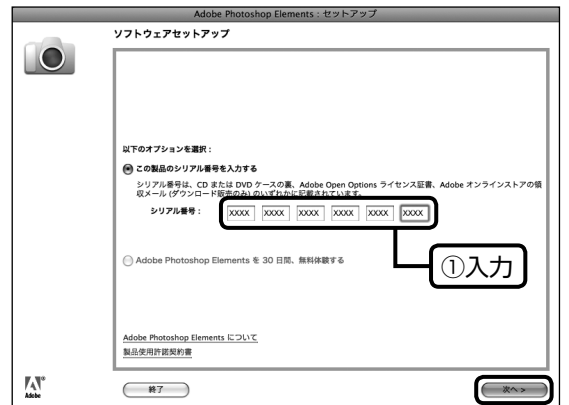 Adobe Photoshop Elements : セットアップ
ソフトウェアセットアップ
以下のオプションを選択 :
この製品のシリアル番号を入力する
シリアル番号は、CD または DVD ケースの裏、Adobe Open Options ライセンス証書、Adobe オンラインストアの領
収メール (ダウンロード販売のみ) のいずれかに記載されています。
シリアル番号 : XXXX XXXX XXXX XXXX XXXX XXXX
Adobe Photoshop Elements を 30 日間、無料体験する
①入力
Adobe Photoshop Elements について
製品使用許諾契約書
Adobe
終了 次へ >